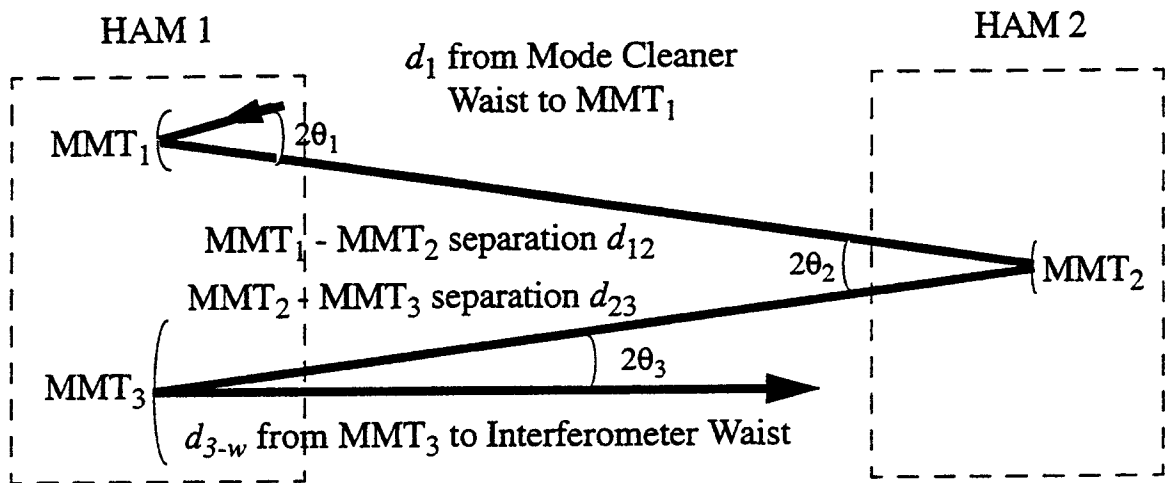 HAM 1
HAM 2
d₁ from Mode Cleaner
Waist to MMT₁
MMT₁
2θ₁
MMT₁ - MMT₂ separation d₁₂
2θ₂
MMT₂
MMT₂ - MMT₃ separation d₂₃
2θ₃
MMT₃
d₃₋w from MMT₃ to Interferometer Waist